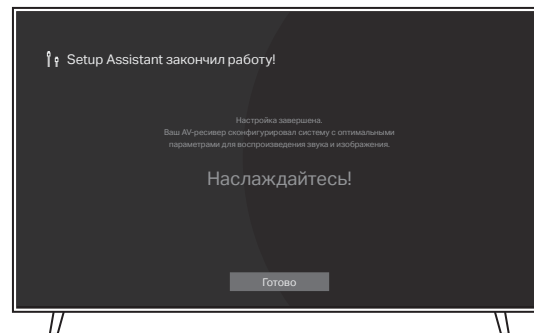 Setup Assistant закончил работу!
Настройка завершена.
Ваш AV-ресивер сконфигурировал систему с оптимальными
параметрами для воспроизведения звука и изображения.
Наслаждайтесь!
Готово